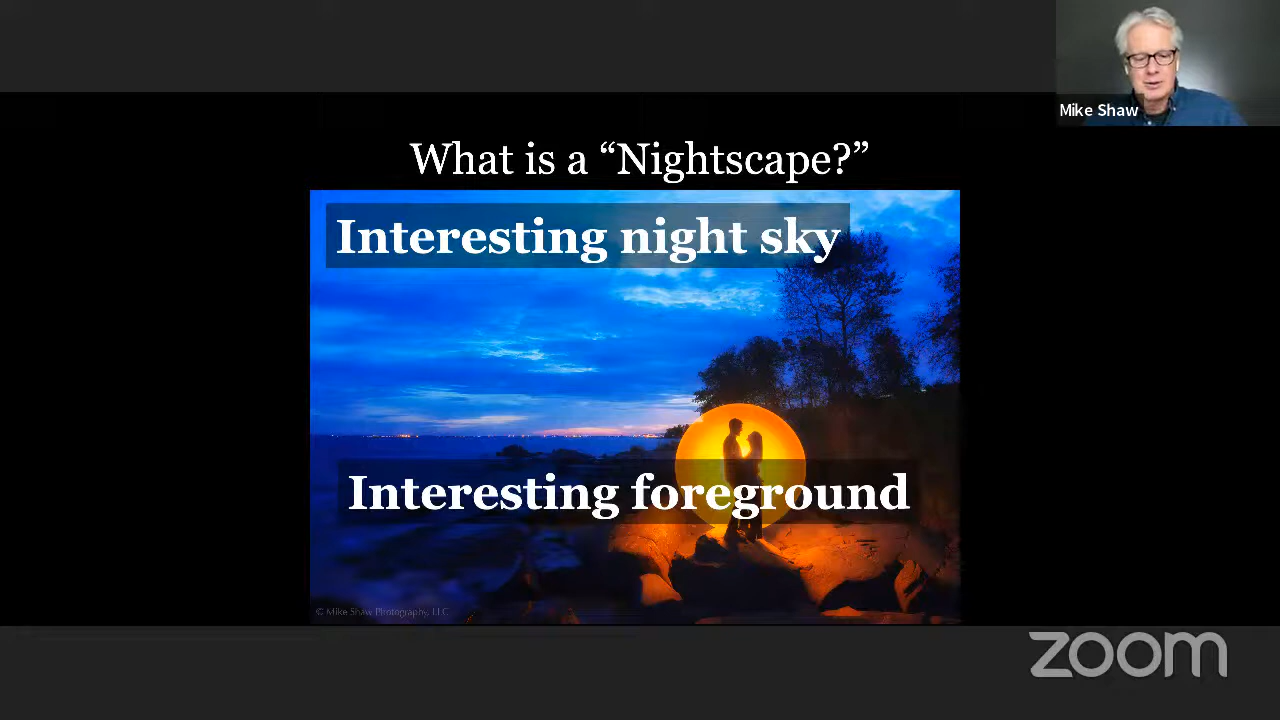 Mike Shaw
What is a “Nightscape?”
Interesting night sky
Interesting foreground
© Mike Shaw Photography, LLC
zoom